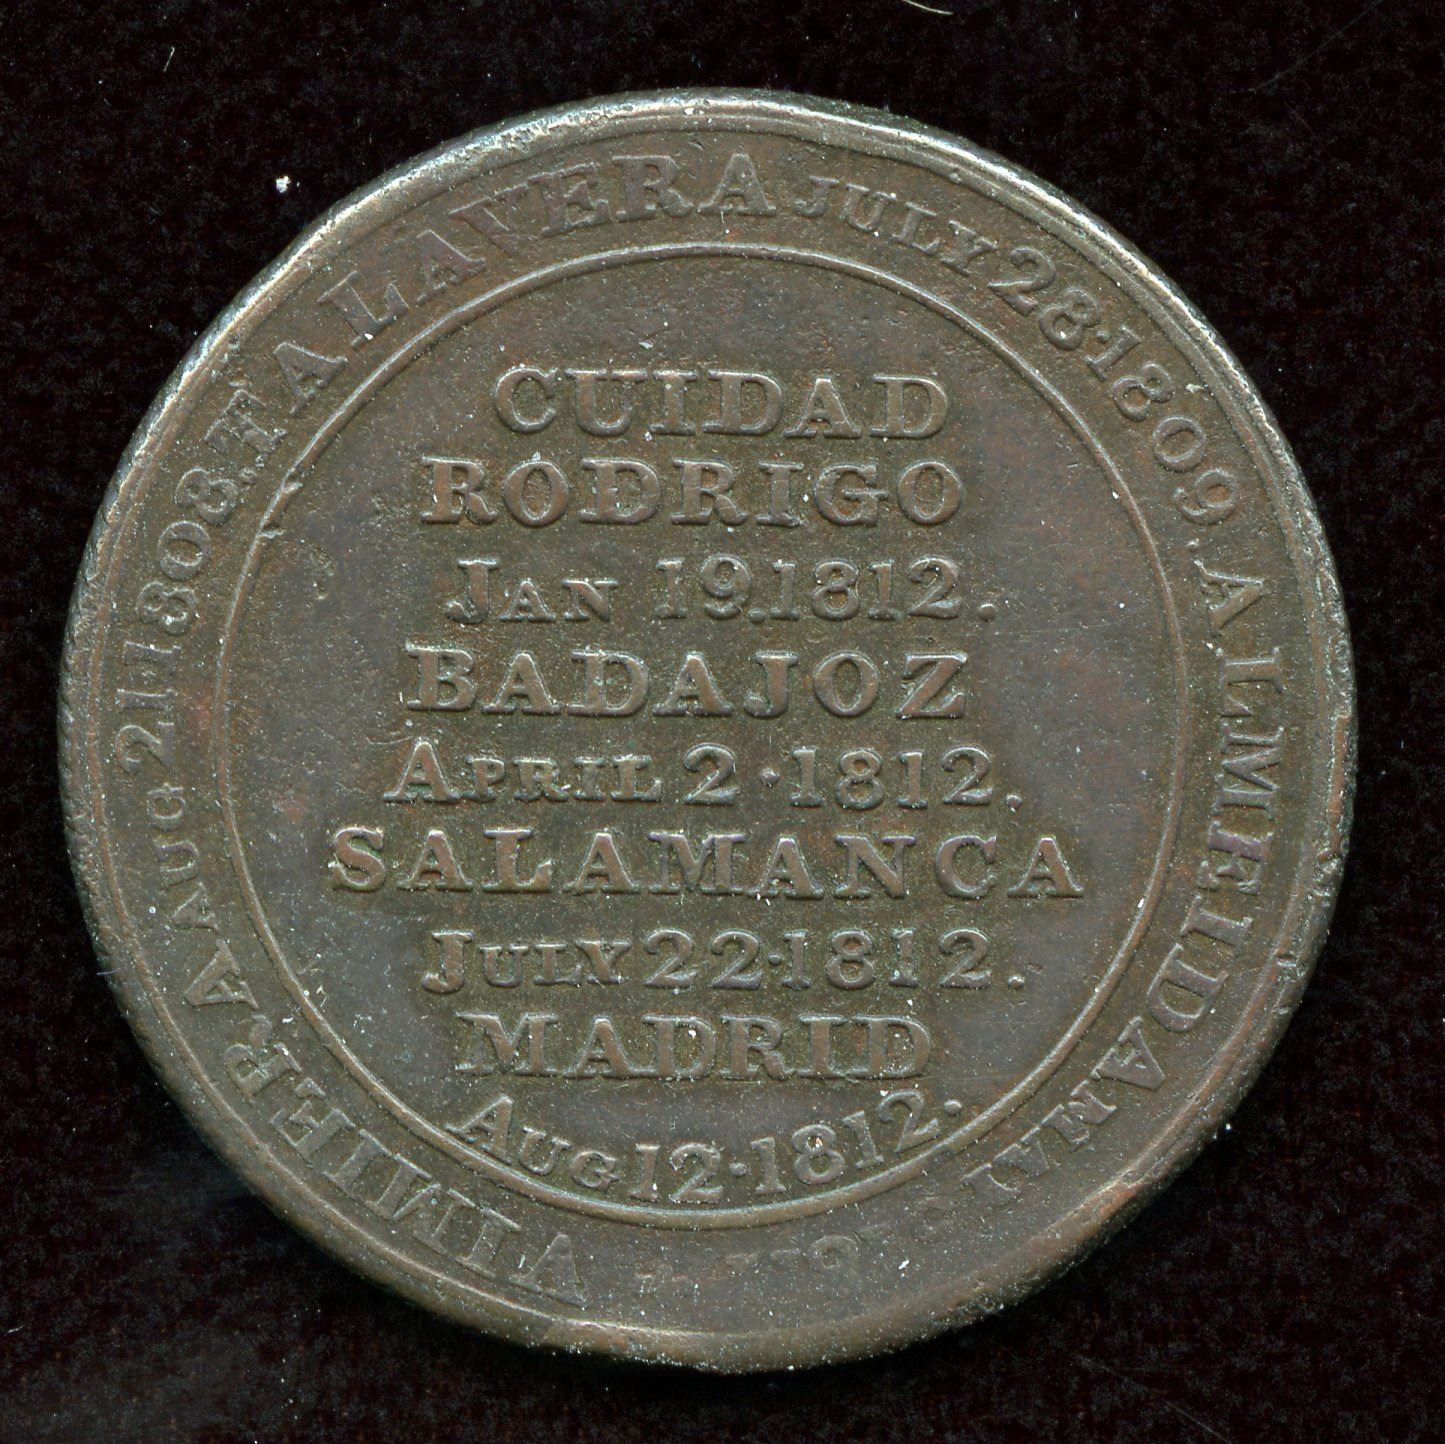 VIMIERA AUG 21·1808. TALAVERA JULY 28·1809. ALMEIDA MAY
CUIDAD
RODRIGO
JAN 19.1812.
BADAJOZ
APRIL 2·1812.
SALAMANCA
JULY 22·1812.
MADRID
AUG 12·1812.